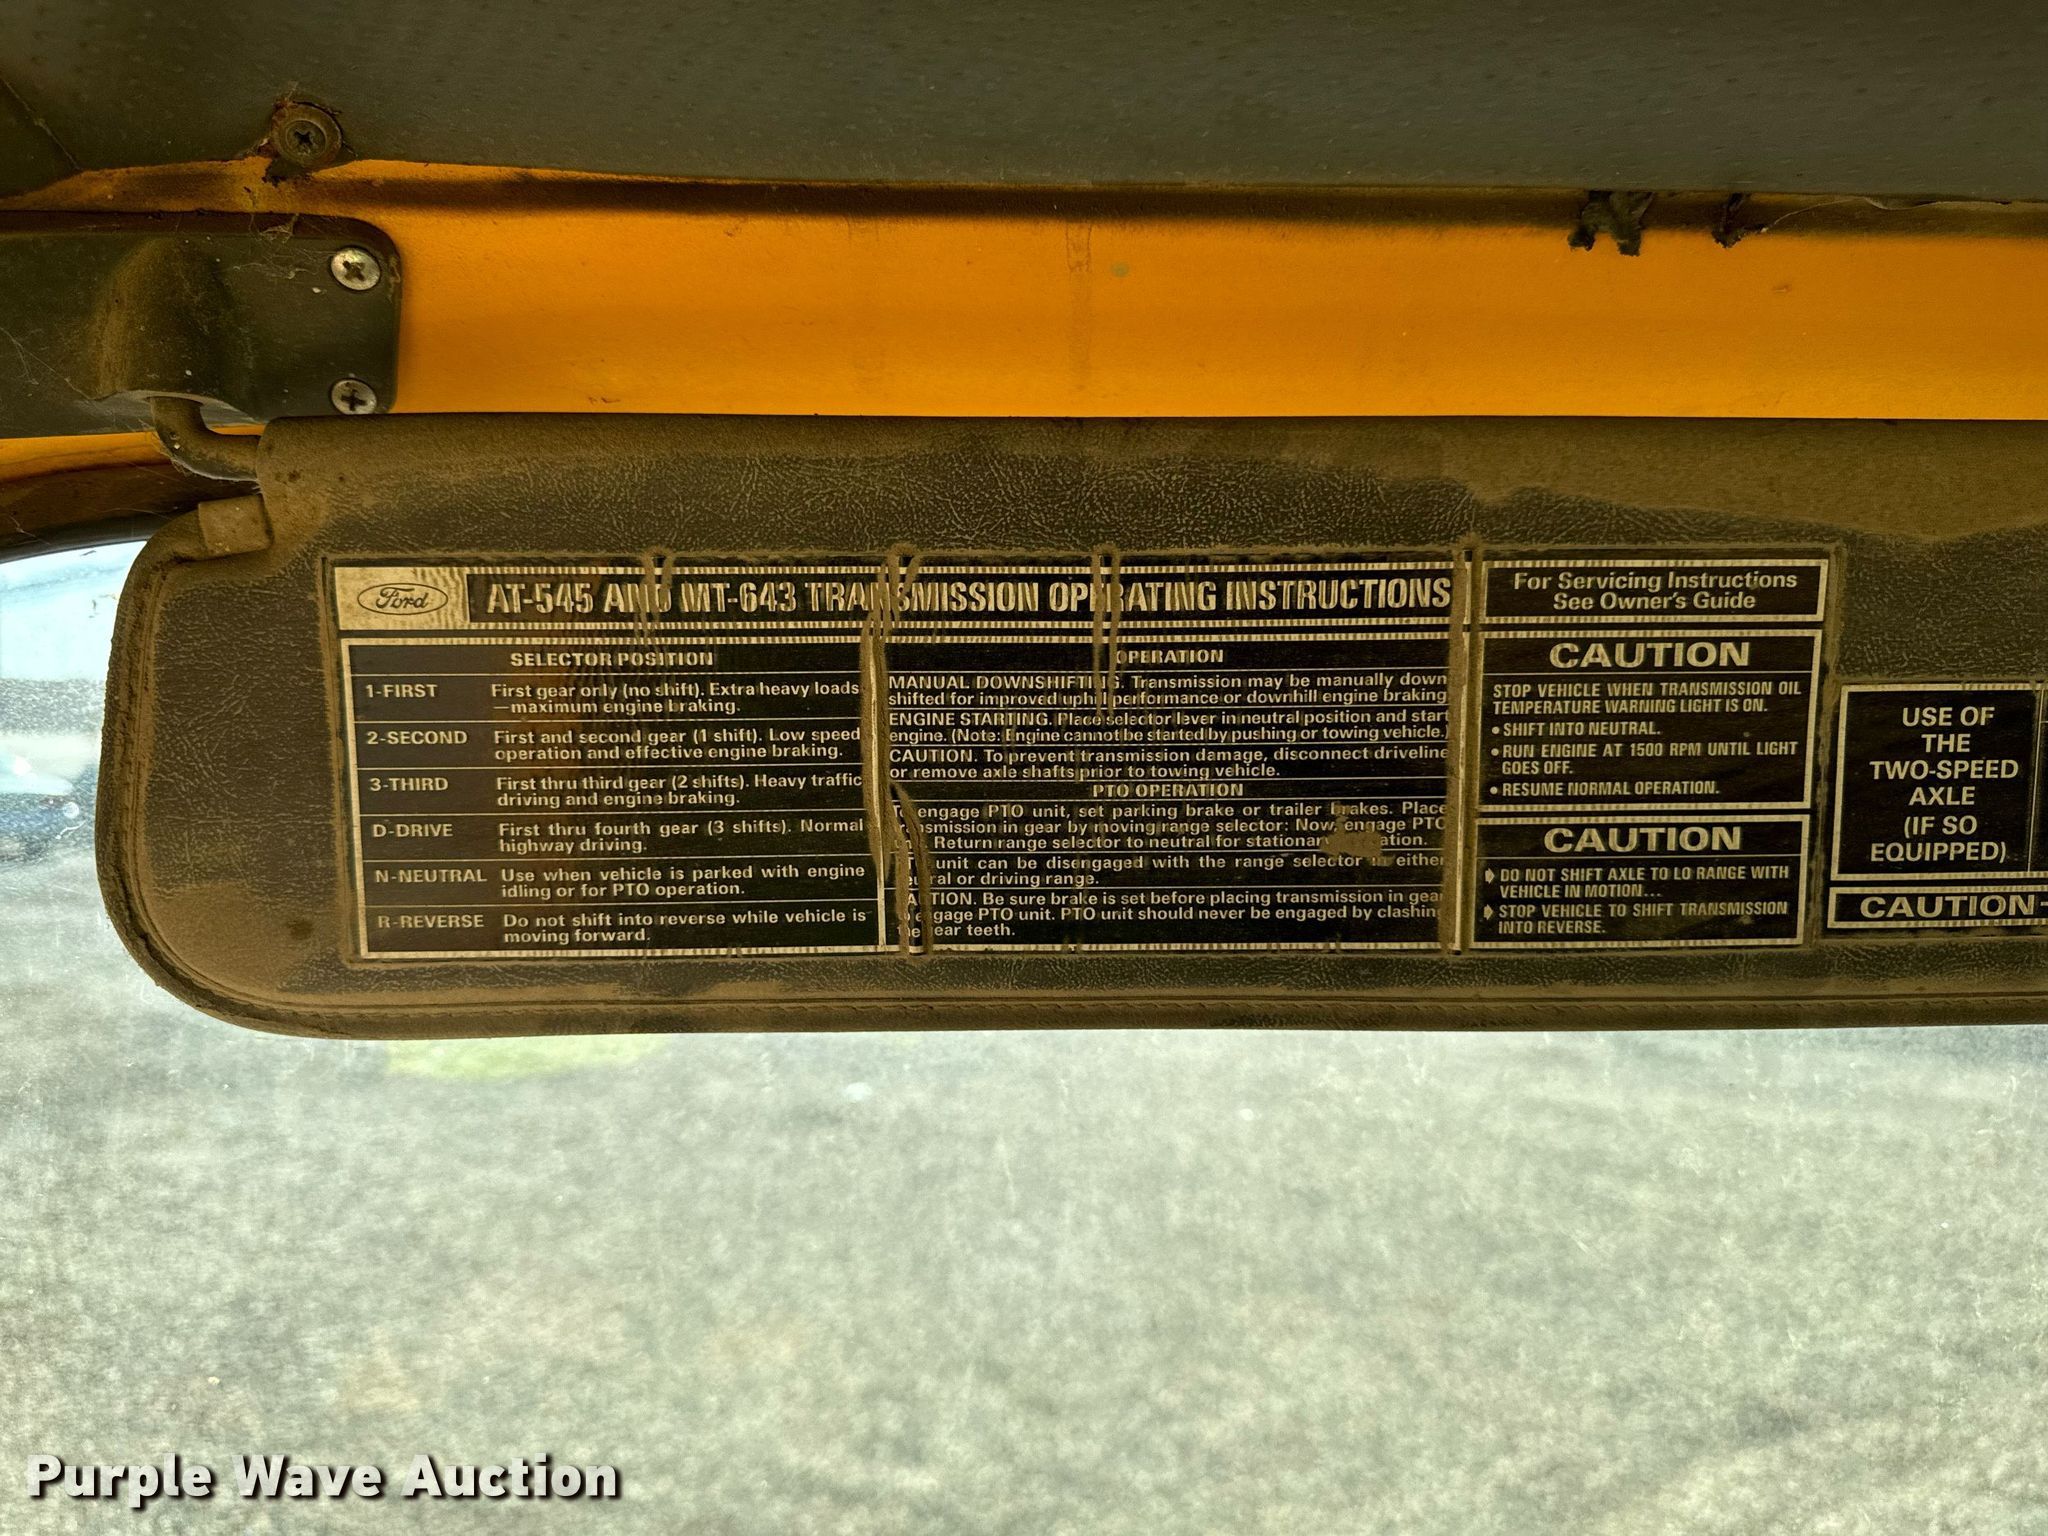 Ford
AT-545 AND MT-643 TRANSMISSION OPERATING INSTRUCTIONS
SELECTOR POSITION
1-FIRST First gear only (no shift). Extra heavy loads
—maximum engine braking.
2-SECOND First and second gear (1 shift). Low speed
operation and effective engine braking.
3-THIRD First thru third gear (2 shifts). Heavy traffic
driving and engine braking.
D-DRIVE First thru fourth gear (3 shifts). Normal
highway driving.
N-NEUTRAL Use when vehicle is parked with engine
idling or for PTO operation.
R-REVERSE Do not shift into reverse while vehicle is
moving forward.
OPERATION
MANUAL DOWNSHIFTING. Transmission may be manually down
shifted for improved uphill performance or downhill engine braking
ENGINE STARTING. Place selector lever in neutral position and start
engine. (Note: Engine cannot be started by pushing or towing vehicle.)
CAUTION. To prevent transmission damage, disconnect driveline
or remove axle shafts prior to towing vehicle.
PTO OPERATION
To engage PTO unit, set parking brake or trailer brakes. Place
transmission in gear by moving range selector: Now, engage PTO
unit. Return range selector to neutral for stationary operation.
PTO unit can be disengaged with the range selector in either
neutral or driving range.
CAUTION. Be sure brake is set before placing transmission in gear
to engage PTO unit. PTO unit should never be engaged by clashing
the gear teeth.
For Servicing Instructions
See Owner's Guide
CAUTION
STOP VEHICLE WHEN TRANSMISSION OIL
TEMPERATURE WARNING LIGHT IS ON.
• SHIFT INTO NEUTRAL.
• RUN ENGINE AT 1500 RPM UNTIL LIGHT
GOES OFF.
• RESUME NORMAL OPERATION.
CAUTION
DO NOT SHIFT AXLE TO LO RANGE WITH
VEHICLE IN MOTION...
STOP VEHICLE TO SHIFT TRANSMISSION
INTO REVERSE.
USE OF
THE
TWO-SPEED
AXLE
(IF SO
EQUIPPED)
CAUTION-
Purple Wave Auction